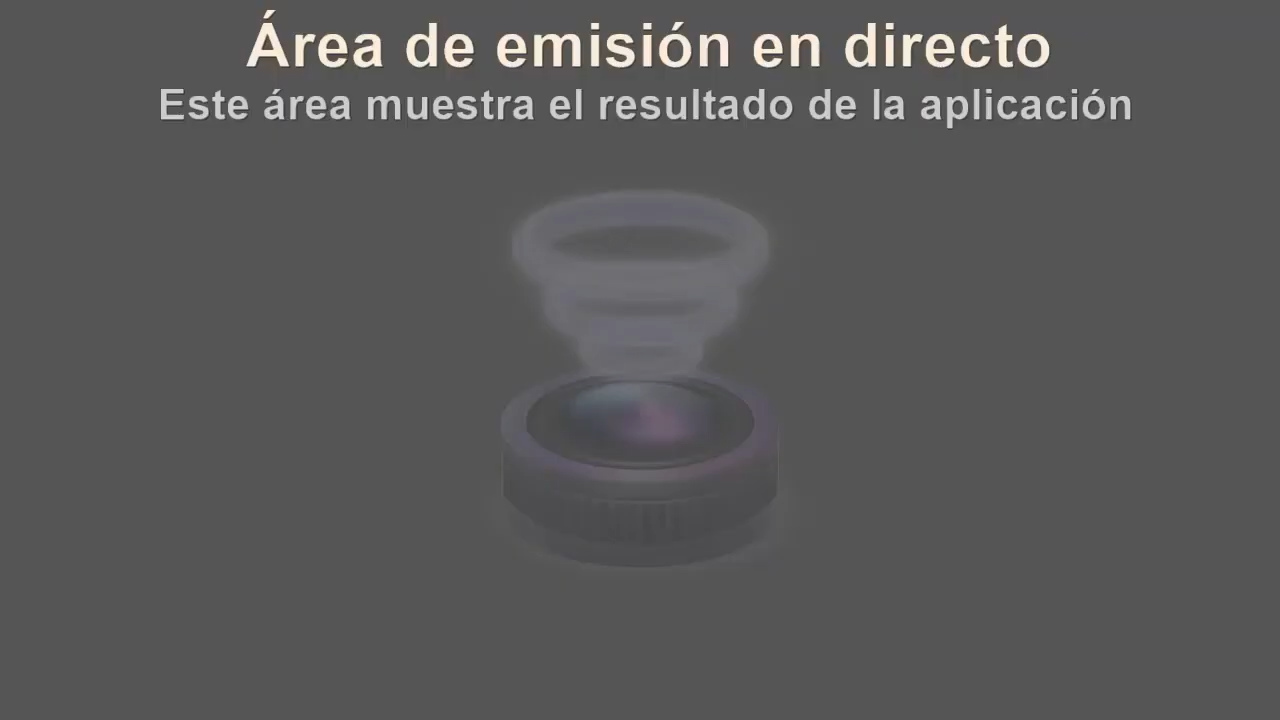 Área de emisión en directo
Este área muestra el resultado de la aplicación